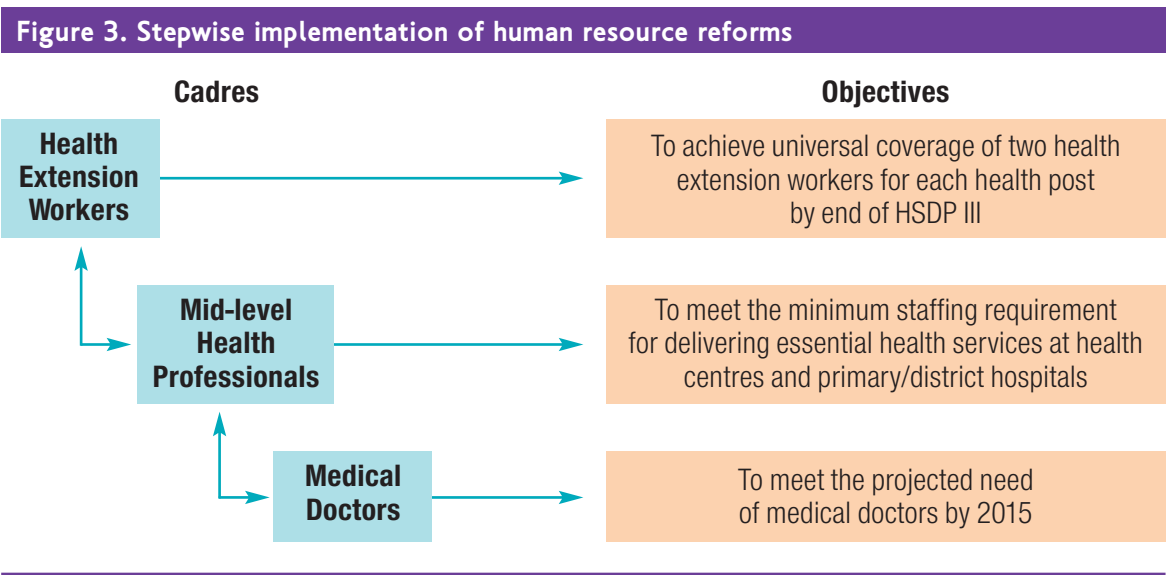 Figure 3. Stepwise implementation of human resource reforms
Cadres
Objectives
Health
Extension
Workers
To achieve universal coverage of two health
extension workers for each health post
by end of HSDP III
Mid-level
Health
Professionals
To meet the minimum staffing requirement
for delivering essential health services at health
centres and primary/district hospitals
Medical
Doctors
To meet the projected need
of medical doctors by 2015